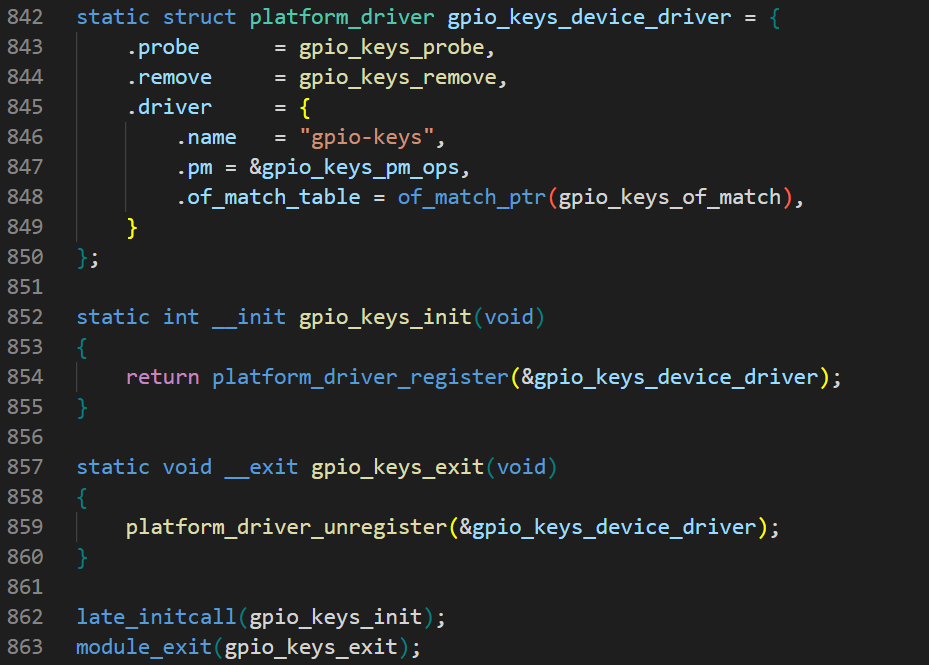 842 static struct platform_driver gpio_keys_device_driver = {
843     .probe      = gpio_keys_probe,
844     .remove     = gpio_keys_remove,
845     .driver     = {
846         .name   = "gpio-keys",
847         .pm = &gpio_keys_pm_ops,
848         .of_match_table = of_match_ptr(gpio_keys_of_match),
849     }
850 };
851
852 static int __init gpio_keys_init(void)
853 {
854     return platform_driver_register(&gpio_keys_device_driver);
855 }
856
857 static void __exit gpio_keys_exit(void)
858 {
859     platform_driver_unregister(&gpio_keys_device_driver);
860 }
861
862 late_initcall(gpio_keys_init);
863 module_exit(gpio_keys_exit);